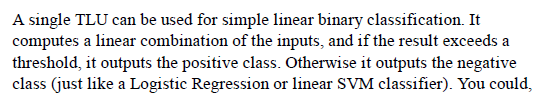 A single TLU can be used for simple linear binary classification. It
computes a linear combination of the inputs, and if the result exceeds a
threshold, it outputs the positive class. Otherwise it outputs the negative
class (just like a Logistic Regression or linear SVM classifier). You could,